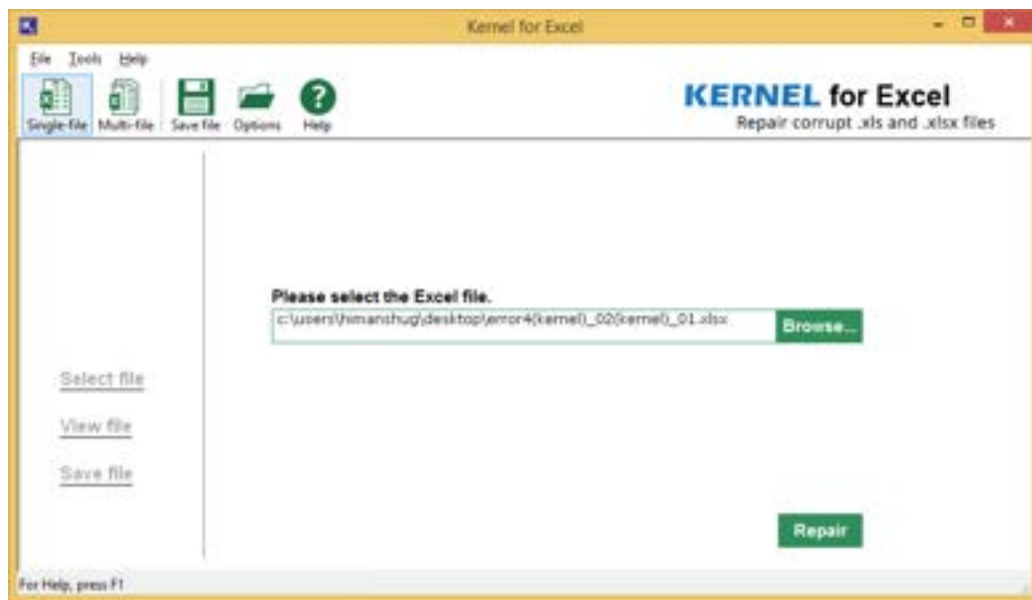 Kernel for Excel
File Tools Help
Single-file Multi-file Save file Options Help
KERNEL for Excel
Repair corrupt .xls and .xlsx files
Please select the Excel file.
c:\users\himanshug\desktop\error4(kernel)_02(kernel)_01.xlsx
Browse...
Select file
View file
Save file
Repair
For Help, press F1